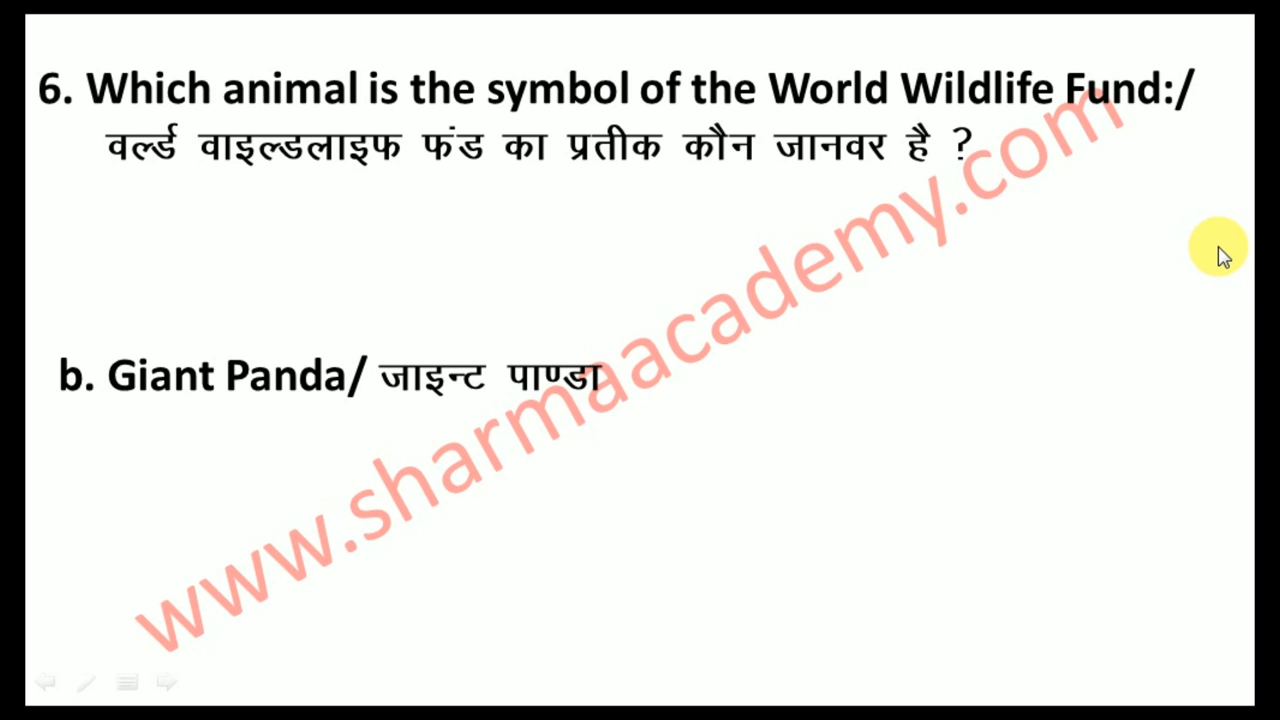 6. Which animal is the symbol of the World Wildlife Fund:/
वर्ल्ड वाइल्डलाइफ फंड का प्रतीक कौन जानवर है ?
b. Giant Panda/ जाइन्ट पाण्डा
www.sharmaacademy.com